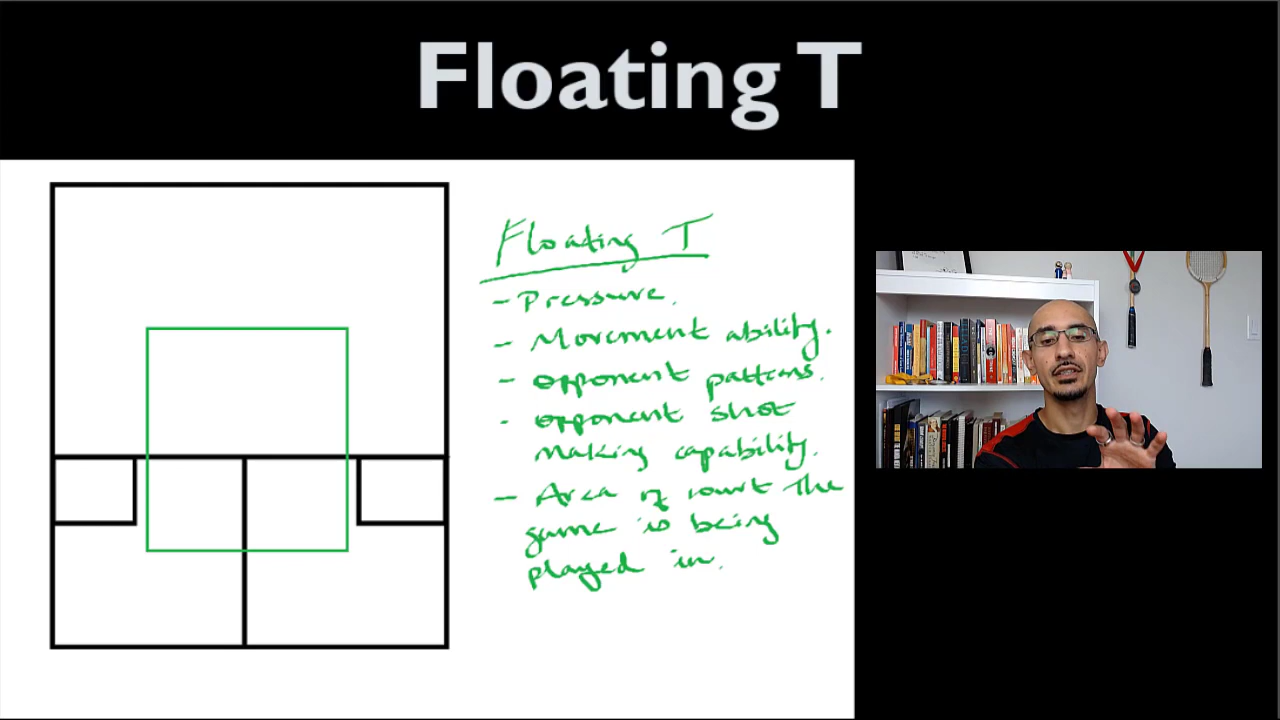 Floating T
Floating T
- Pressure.
- Movement ability.
- opponent patterns.
- opponent shot
making capability.
- Area of court the
game is being
played in.